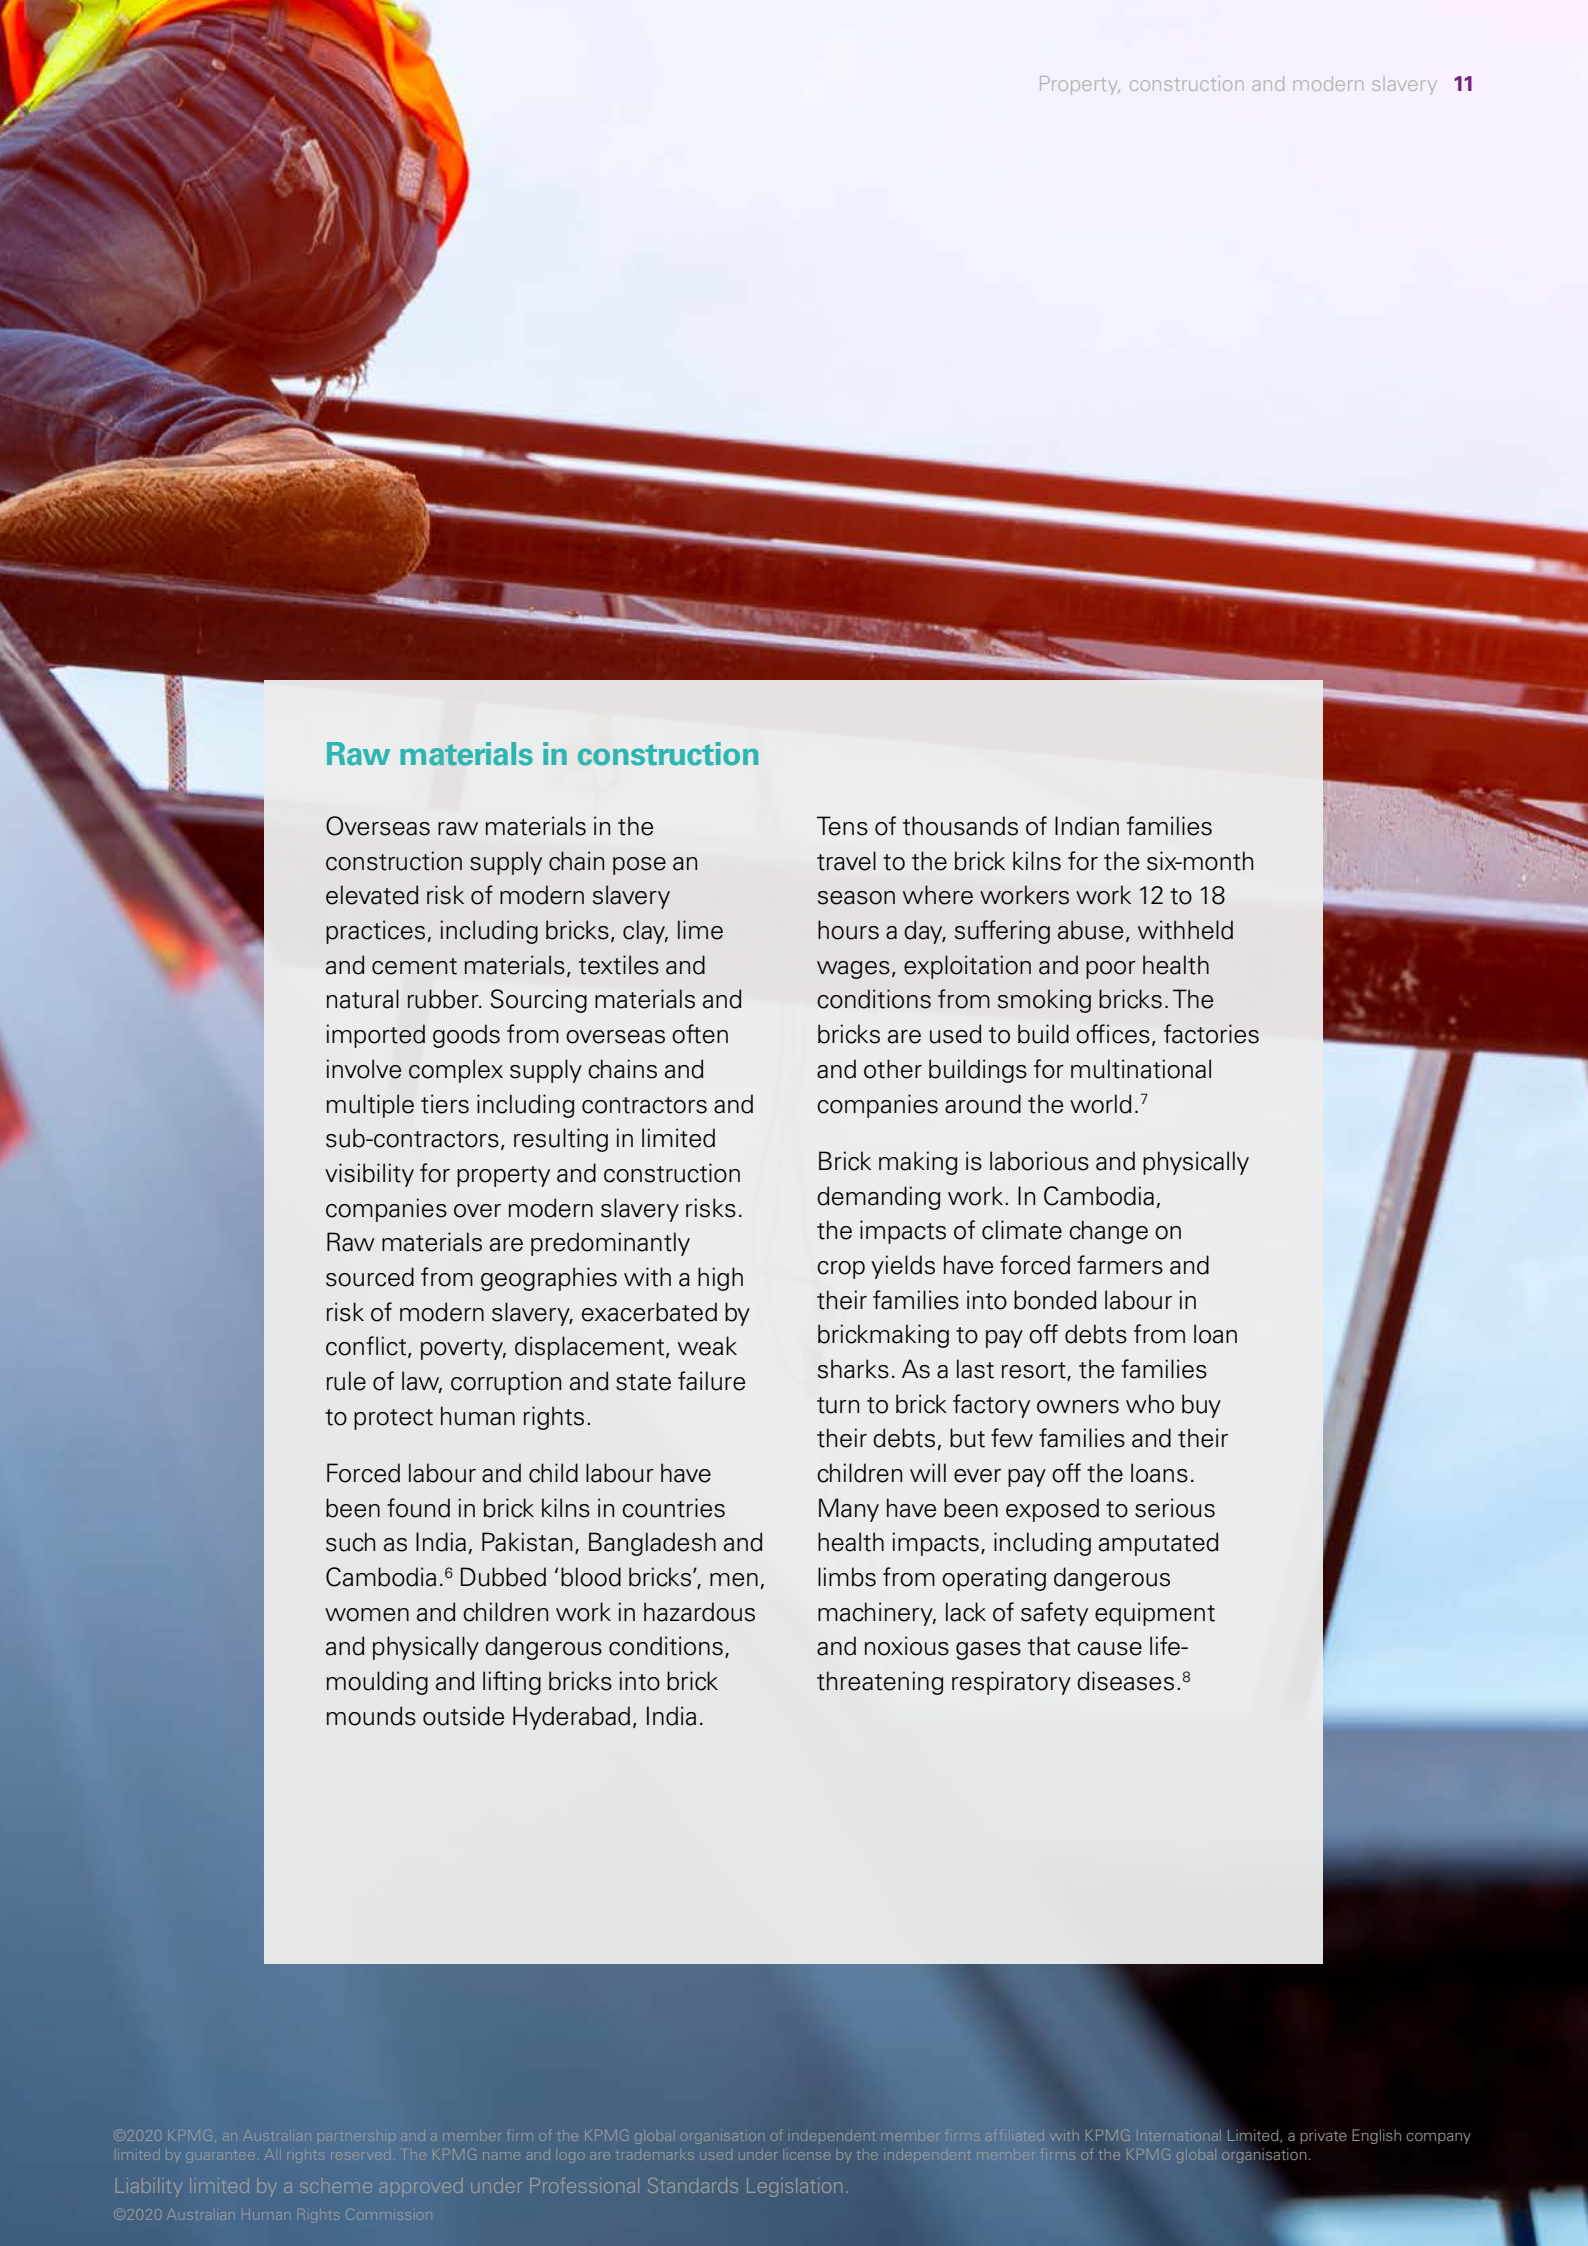 Property, construction and modern slavery 11
Raw materials in construction
Overseas raw materials in the
construction supply chain pose an
elevated risk of modern slavery
practices, including bricks, clay, lime
and cement materials, textiles and
natural rubber. Sourcing materials and
imported goods from overseas often
involve complex supply chains and
multiple tiers including contractors and
sub-contractors, resulting in limited
visibility for property and construction
companies over modern slavery risks.
Raw materials are predominantly
sourced from geographies with a high
risk of modern slavery, exacerbated by
conflict, poverty, displacement, weak
rule of law, corruption and state failure
to protect human rights.
Forced labour and child labour have
been found in brick kilns in countries
such as India, Pakistan, Bangladesh and
Cambodia.⁶ Dubbed ‘blood bricks’, men,
women and children work in hazardous
and physically dangerous conditions,
moulding and lifting bricks into brick
mounds outside Hyderabad, India.
Tens of thousands of Indian families
travel to the brick kilns for the six-month
season where workers work 12 to 18
hours a day, suffering abuse, withheld
wages, exploitation and poor health
conditions from smoking bricks. The
bricks are used to build offices, factories
and other buildings for multinational
companies around the world.⁷
Brick making is laborious and physically
demanding work. In Cambodia,
the impacts of climate change on
crop yields have forced farmers and
their families into bonded labour in
brickmaking to pay off debts from loan
sharks. As a last resort, the families
turn to brick factory owners who buy
their debts, but few families and their
children will ever pay off the loans.
Many have been exposed to serious
health impacts, including amputated
limbs from operating dangerous
machinery, lack of safety equipment
and noxious gases that cause life-
threatening respiratory diseases.⁸
©2020 KPMG, an Australian partnership and a member firm of the KPMG global organisation of independent member firms affiliated with KPMG International Limited, a private English company
limited by guarantee. All rights reserved. The KPMG name and logo are trademarks used under license by the independent member firms of the KPMG global organisation.
Liability limited by a scheme approved under Professional Standards Legislation.
©2020 Australian Human Rights Commission